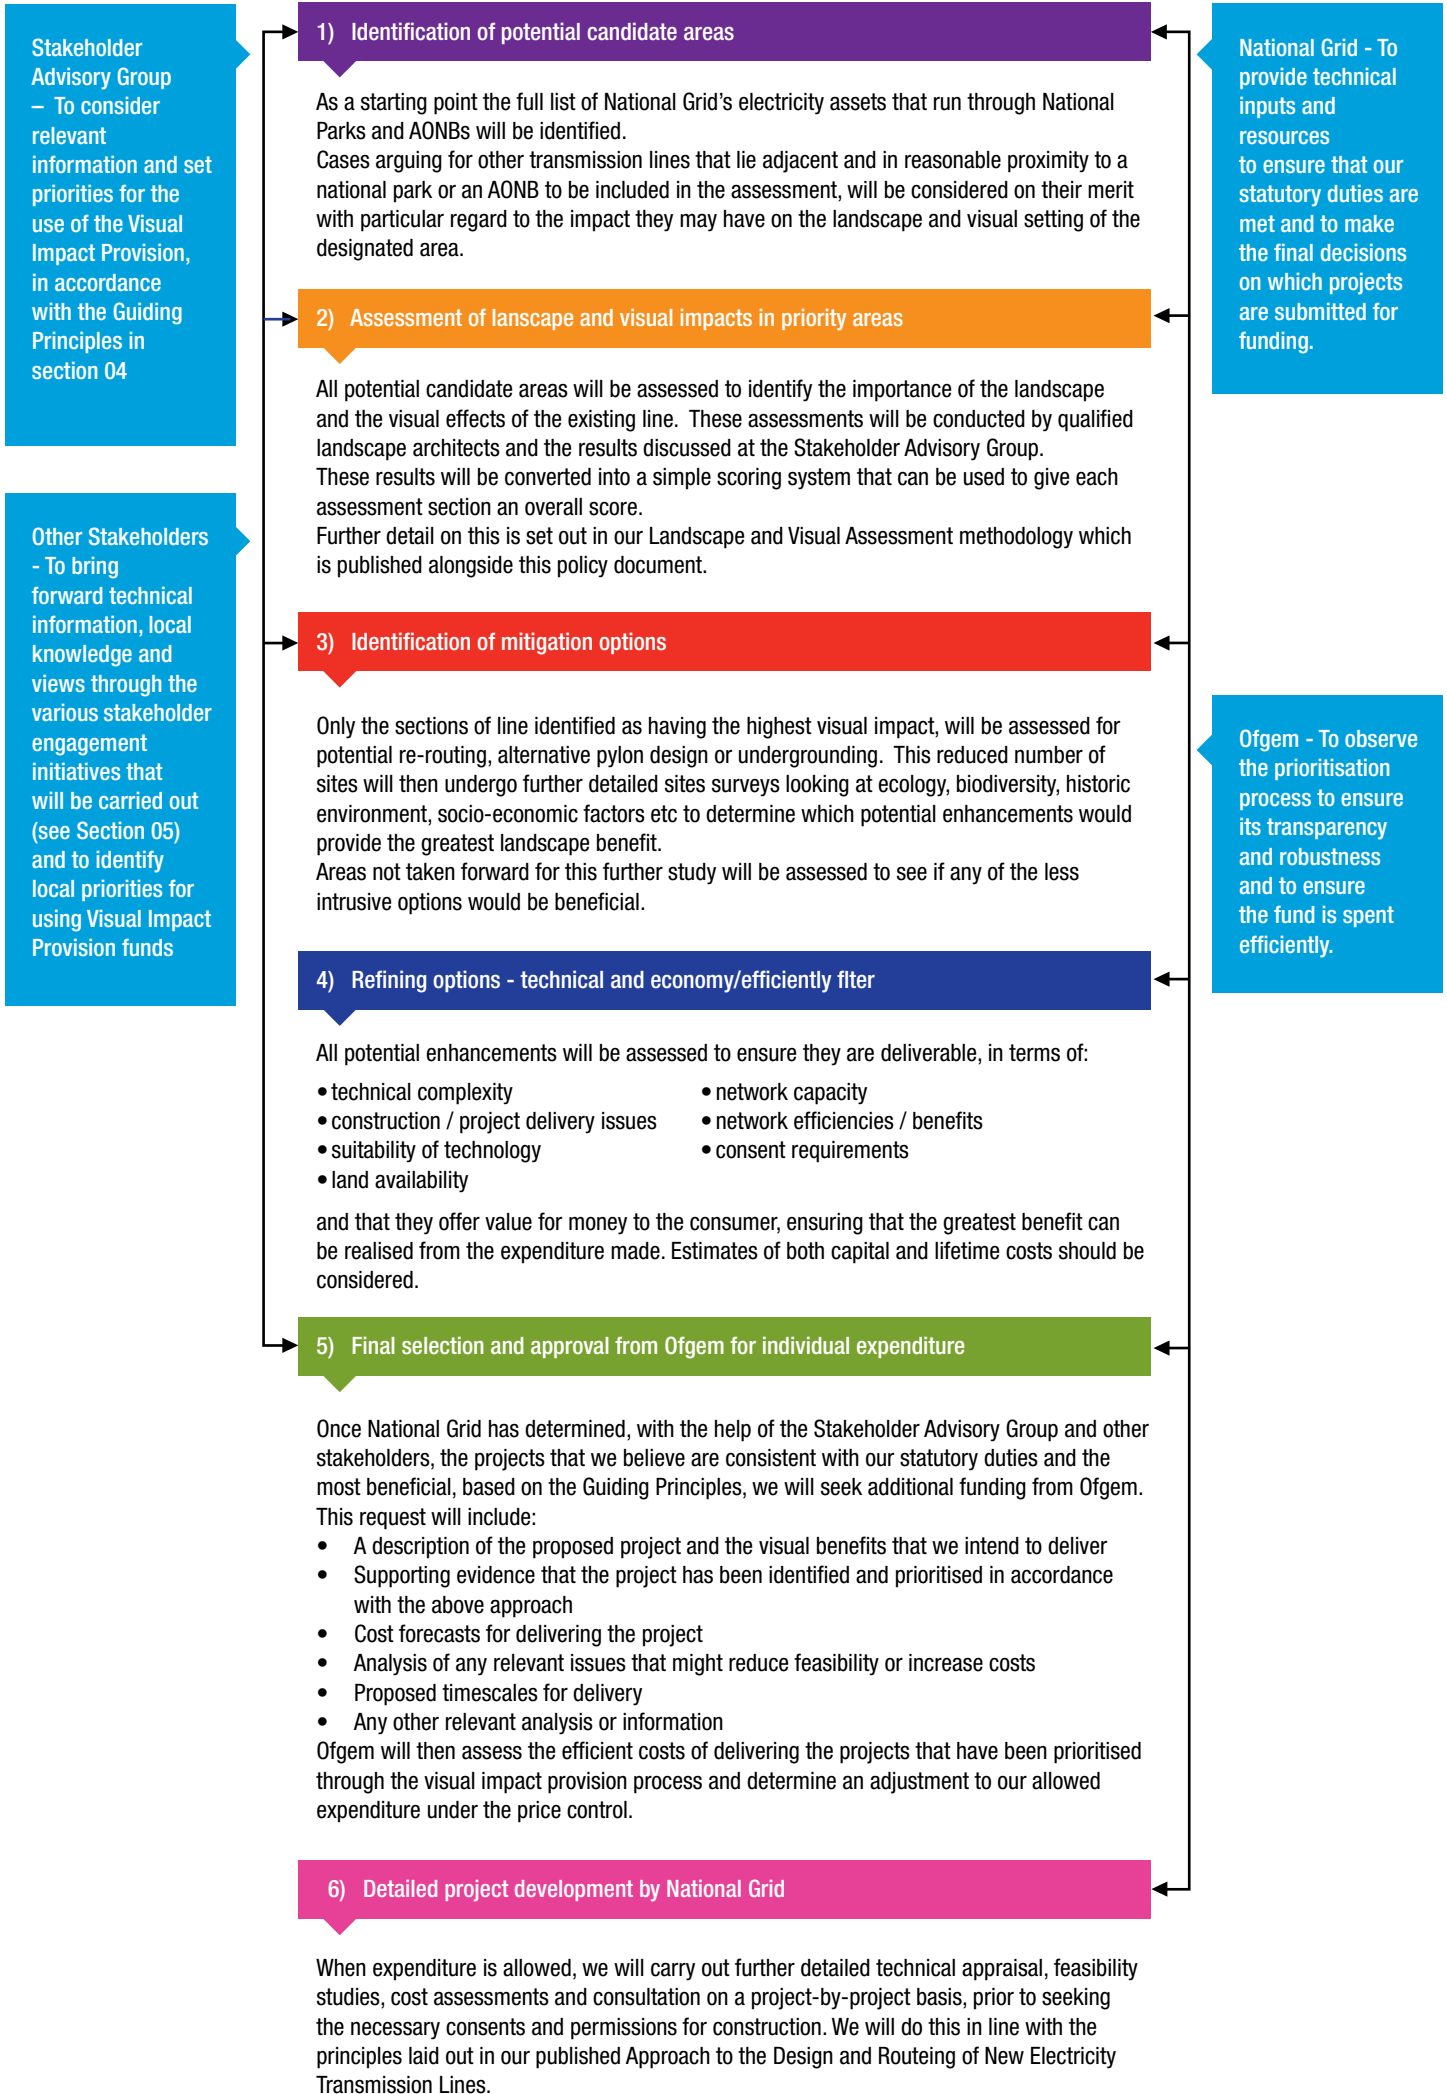 Stakeholder
Advisory Group
– To consider
relevant
information and set
priorities for the
use of the Visual
Impact Provision,
in accordance
with the Guiding
Principles in
section 04
Other Stakeholders
- To bring
forward technical
information, local
knowledge and
views through the
various stakeholder
engagement
initiatives that
will be carried out
(see Section 05)
and to identify
local priorities for
using Visual Impact
Provision funds
1) Identification of potential candidate areas
As a starting point the full list of National Grid's electricity assets that run through National
Parks and AONBs will be identified.
Cases arguing for other transmission lines that lie adjacent and in reasonable proximity to a
national park or an AONB to be included in the assessment, will be considered on their merit
with particular regard to the impact they may have on the landscape and visual setting of the
designated area.
2) Assessment of lanscape and visual impacts in priority areas
All potential candidate areas will be assessed to identify the importance of the landscape
and the visual effects of the existing line. These assessments will be conducted by qualified
landscape architects and the results discussed at the Stakeholder Advisory Group.
These results will be converted into a simple scoring system that can be used to give each
assessment section an overall score.
Further detail on this is set out in our Landscape and Visual Assessment methodology which
is published alongside this policy document.
3) Identification of mitigation options
Only the sections of line identified as having the highest visual impact, will be assessed for
potential re-routing, alternative pylon design or undergrounding. This reduced number of
sites will then undergo further detailed sites surveys looking at ecology, biodiversity, historic
environment, socio-economic factors etc to determine which potential enhancements would
provide the greatest landscape benefit.
Areas not taken forward for this further study will be assessed to see if any of the less
intrusive options would be beneficial.
4) Refining options - technical and economy/efficiently flter
All potential enhancements will be assessed to ensure they are deliverable, in terms of:
• technical complexity
• construction / project delivery issues
• suitability of technology
• land availability
• network capacity
• network efficiencies / benefits
• consent requirements
and that they offer value for money to the consumer, ensuring that the greatest benefit can
be realised from the expenditure made. Estimates of both capital and lifetime costs should be
considered.
5) Final selection and approval from Ofgem for individual expenditure
Once National Grid has determined, with the help of the Stakeholder Advisory Group and other
stakeholders, the projects that we believe are consistent with our statutory duties and the
most beneficial, based on the Guiding Principles, we will seek additional funding from Ofgem.
This request will include:
• A description of the proposed project and the visual benefits that we intend to deliver
• Supporting evidence that the project has been identified and prioritised in accordance
with the above approach
• Cost forecasts for delivering the project
• Analysis of any relevant issues that might reduce feasibility or increase costs
• Proposed timescales for delivery
• Any other relevant analysis or information
Ofgem will then assess the efficient costs of delivering the projects that have been prioritised
through the visual impact provision process and determine an adjustment to our allowed
expenditure under the price control.
6) Detailed project development by National Grid
When expenditure is allowed, we will carry out further detailed technical appraisal, feasibility
studies, cost assessments and consultation on a project-by-project basis, prior to seeking
the necessary consents and permissions for construction. We will do this in line with the
principles laid out in our published Approach to the Design and Routeing of New Electricity
Transmission Lines.
National Grid - To
provide technical
inputs and
resources
to ensure that our
statutory duties are
met and to make
the final decisions
on which projects
are submitted for
funding.
Ofgem - To observe
the prioritisation
process to ensure
its transparency
and robustness
and to ensure
the fund is spent
efficiently.